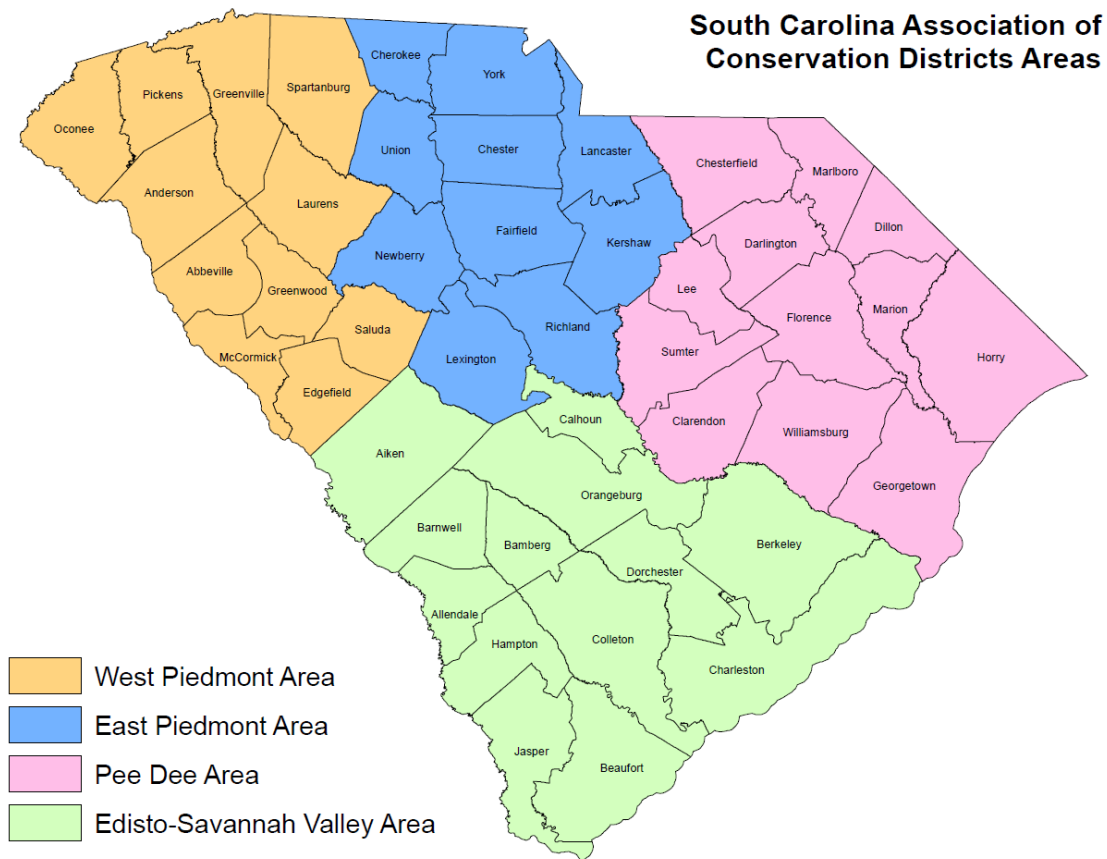 South Carolina Association of
Conservation Districts Areas
Cherokee
York
Spartanburg
Greenville
Pickens
Oconee
Union
Chester
Lancaster
Chesterfield
Marlboro
Anderson
Laurens
Dillon
Fairfield
Kershaw
Darlington
Newberry
Abbeville
Greenwood
Lee
Marion
Florence
Saluda
Richland
Sumter
McCormick
Lexington
Horry
Edgefield
Calhoun
Clarendon
Williamsburg
Aiken
Georgetown
Orangeburg
Barnwell
Bamberg
Berkeley
Dorchester
Allendale
Hampton
Colleton
Charleston
Jasper
Beaufort
West Piedmont Area
East Piedmont Area
Pee Dee Area
Edisto-Savannah Valley Area